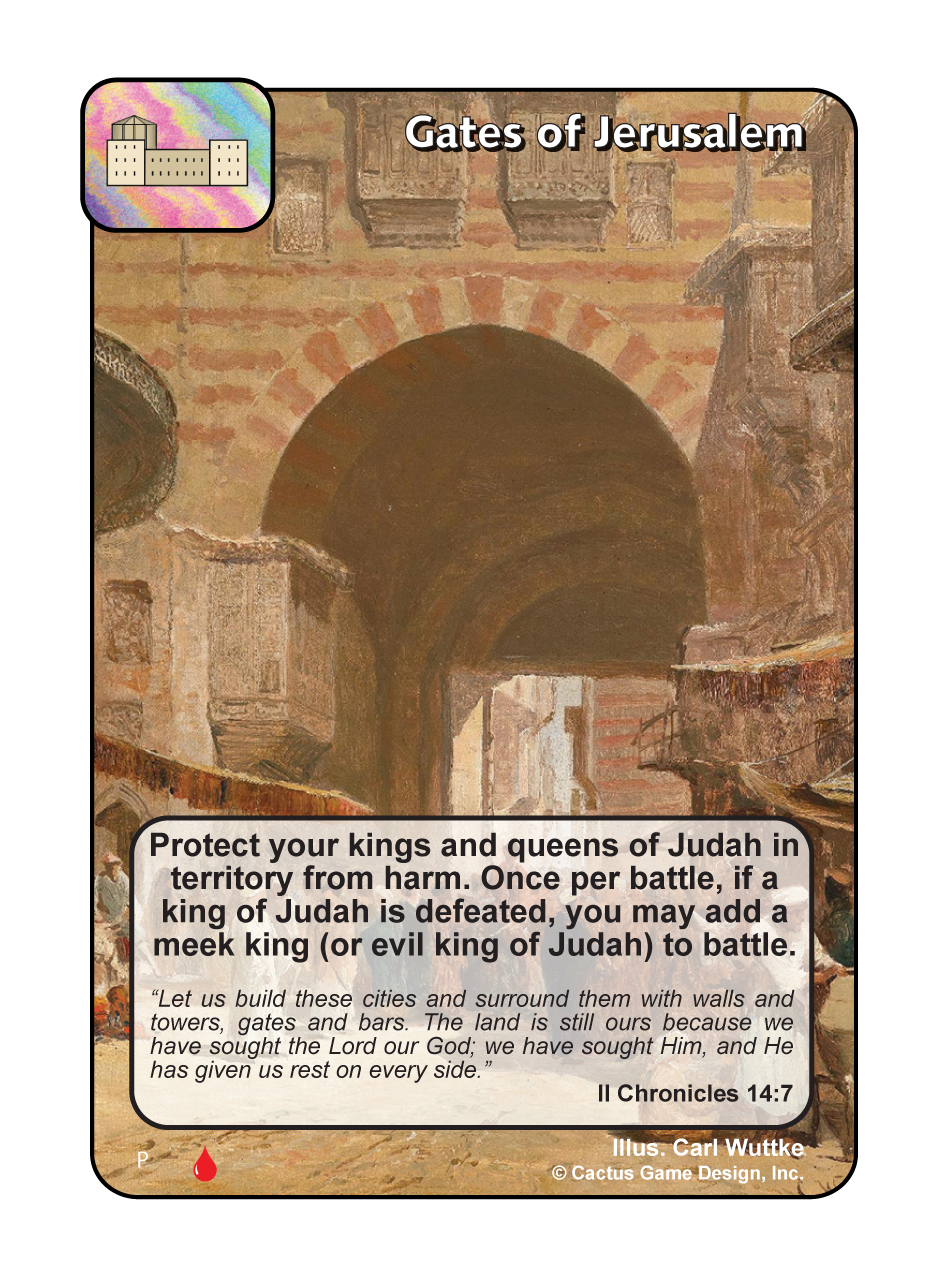 Gates of Jerusalem
Protect your kings and queens of Judah in
territory from harm. Once per battle, if a
king of Judah is defeated, you may add a
meek king (or evil king of Judah) to battle.
“Let us build these cities and surround them with walls and
towers, gates and bars. The land is still ours because we
have sought the Lord our God; we have sought Him, and He
has given us rest on every side.”
II Chronicles 14:7
P
Illus. Carl Wuttke
© Cactus Game Design, Inc.